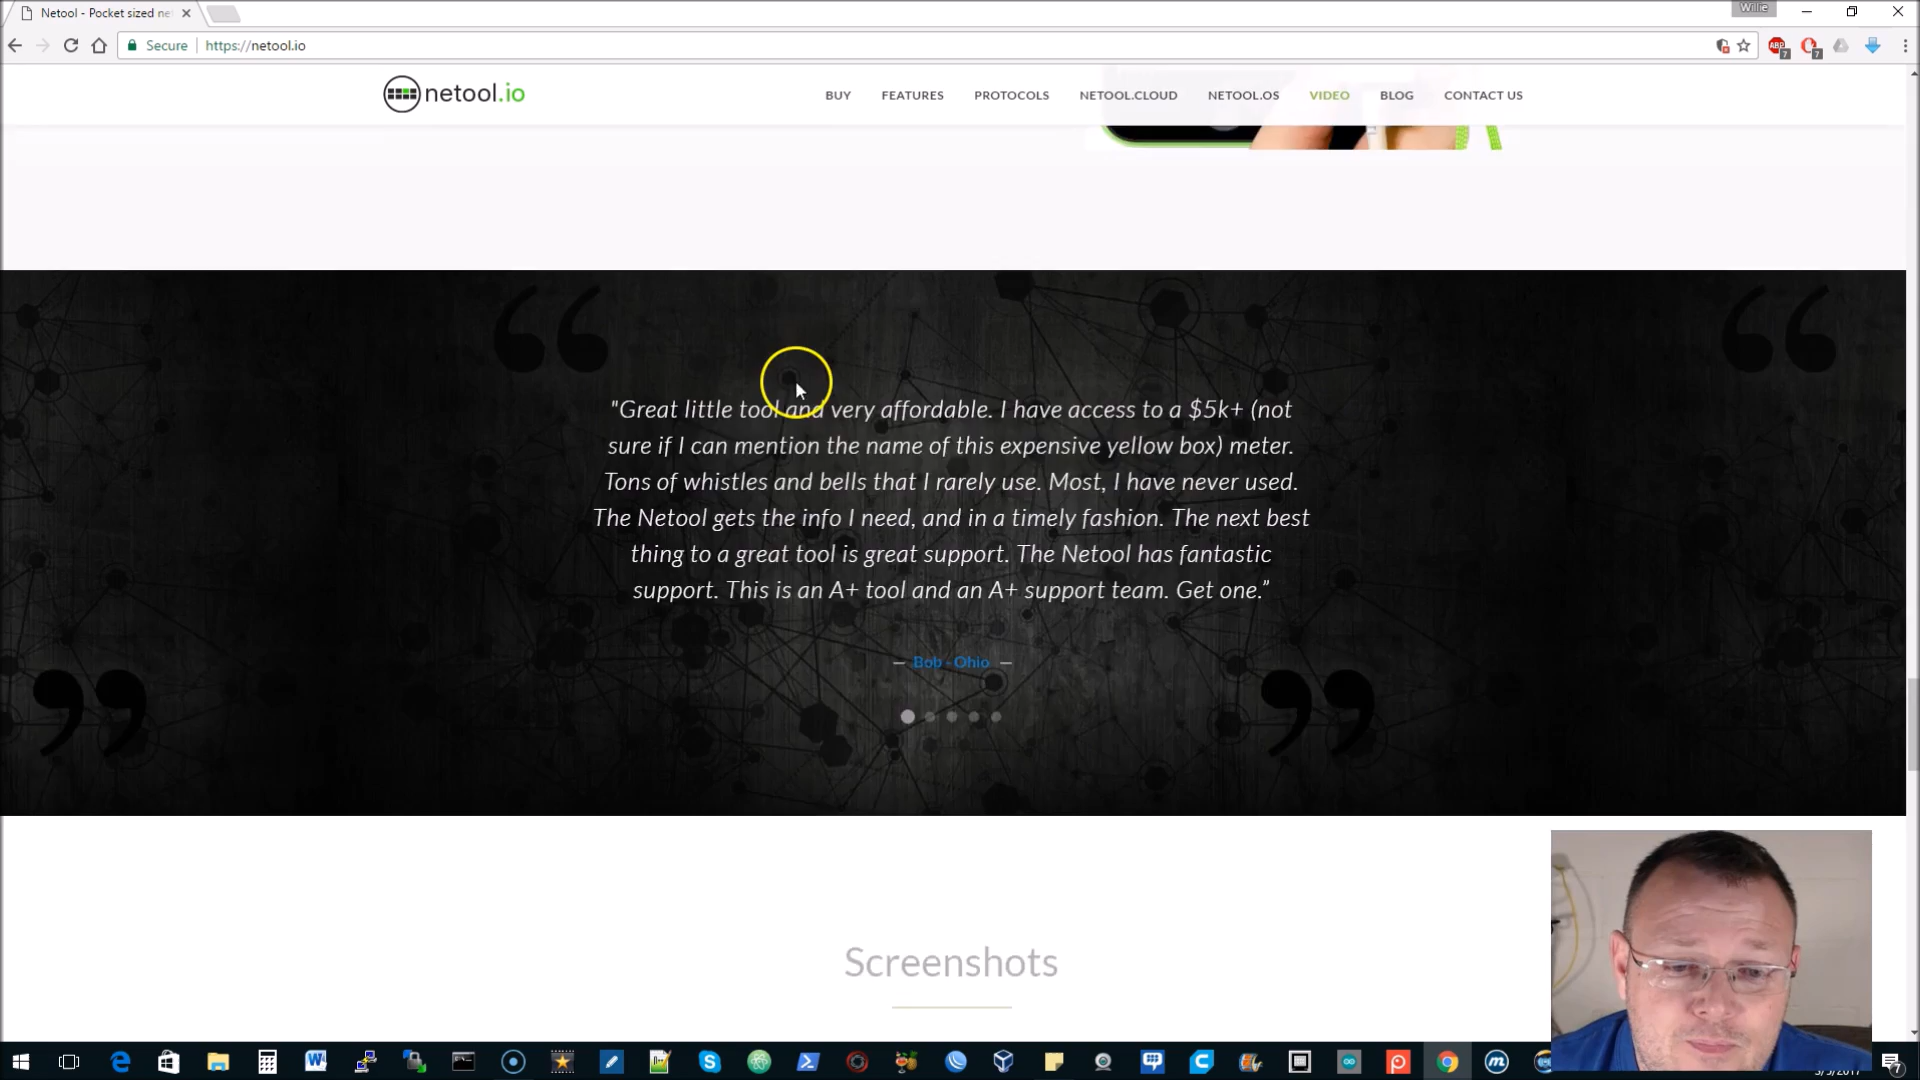 Netool - Pocket sized ne
Willie
Secure
https://netool.io
7
7
netool.io
BUY
FEATURES
PROTOCOLS
NETOOL.CLOUD
NETOOL.OS
VIDEO
BLOG
CONTACT US
"Great little tool and very affordable. I have access to a $5k+ (not
sure if I can mention the name of this expensive yellow box) meter.
Tons of whistles and bells that I rarely use. Most, I have never used.
The Netool gets the info I need, and in a timely fashion. The next best
thing to a great tool is great support. The Netool has fantastic
support. This is an A+ tool and an A+ support team. Get one.”
— Bob - Ohio —
Screenshots
7